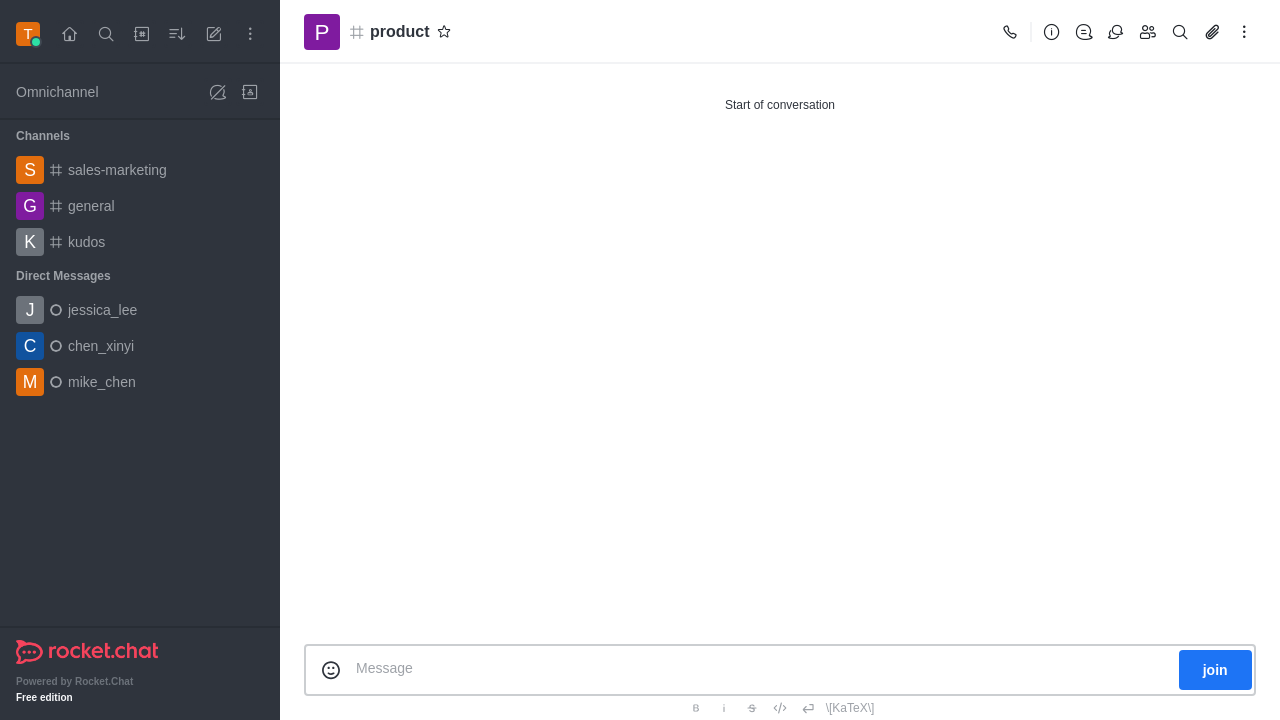 T
Omnichannel
Channels
S sales-marketing
G general
K kudos
Direct Messages
J jessica_lee
C chen_xinyi
M mike_chen
rocket.chat
Powered by Rocket.Chat
Free edition
P product
Start of conversation
Message
join
B i S \[KaTeX\]